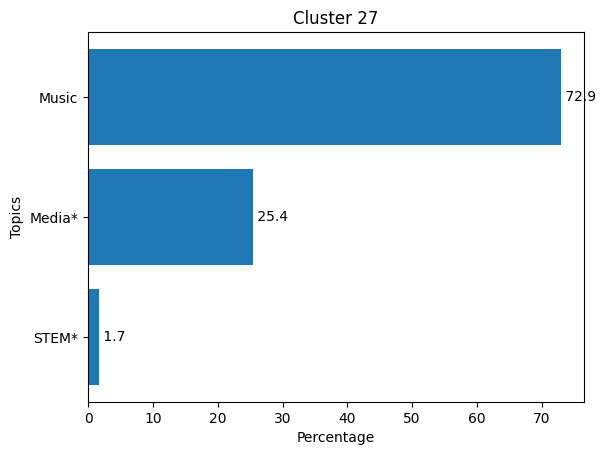 Cluster 27
Topics
Music
72.9
Media*
25.4
STEM*
1.7
0 10 20 30 40 50 60 70
Percentage